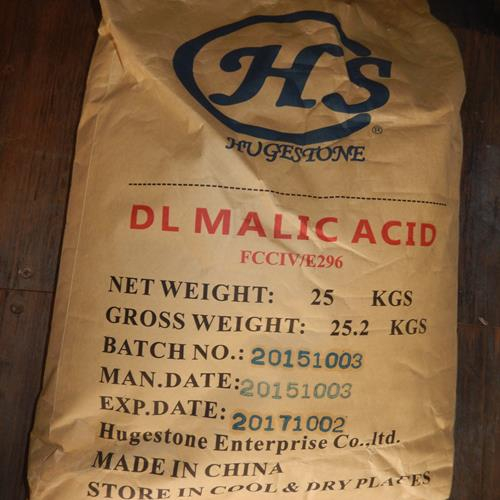 HS
®
HUGESTONE
DL MALIC ACID
FCCIV/E296
NET WEIGHT: 25 KGS
GROSS WEIGHT: 25.2 KGS
BATCH NO.: 20151003
MAN.DATE: 20151003
EXP.DATE: 20171002
Hugestone Enterprise Co.,ltd.
MADE IN CHINA
STORE IN COOL & DRY PLACES